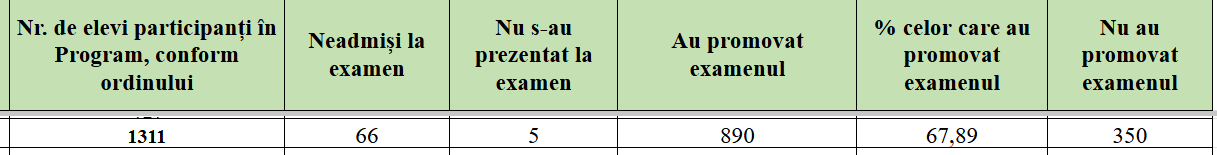 Nr. de elevi participanți în
Program, conform
ordinului
Neadmiși la
examen
Nu s-au
prezentat la
examen
Au promovat
examenul
% celor care au
promovat
examenul
Nu au
promovat
examenul
1311
66
5
890
67,89
350